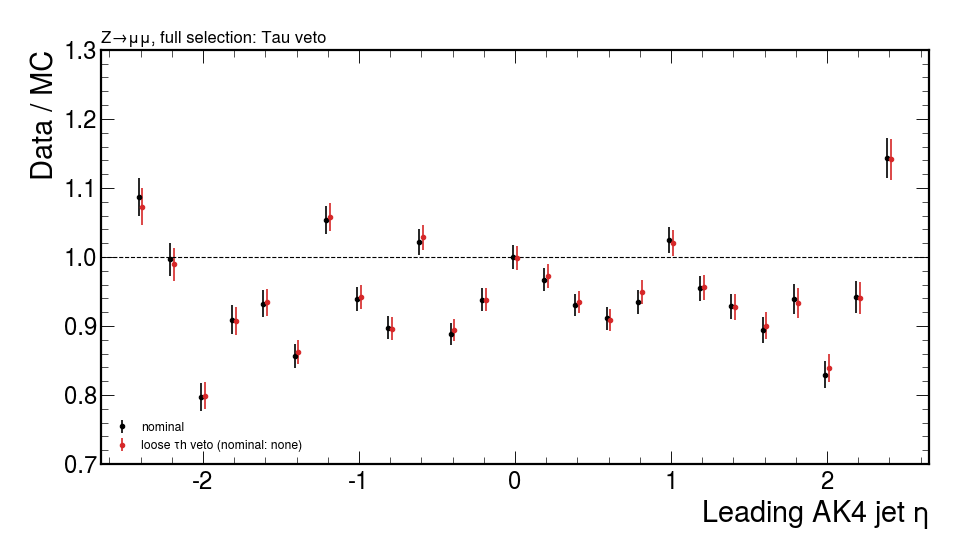 Z→μμ, full selection: Tau veto
Data / MC
1.3
1.2
1.1
1.0
0.9
0.8
0.7
nominal
loose τh veto (nominal: none)
-2
-1
0
1
2
Leading AK4 jet η